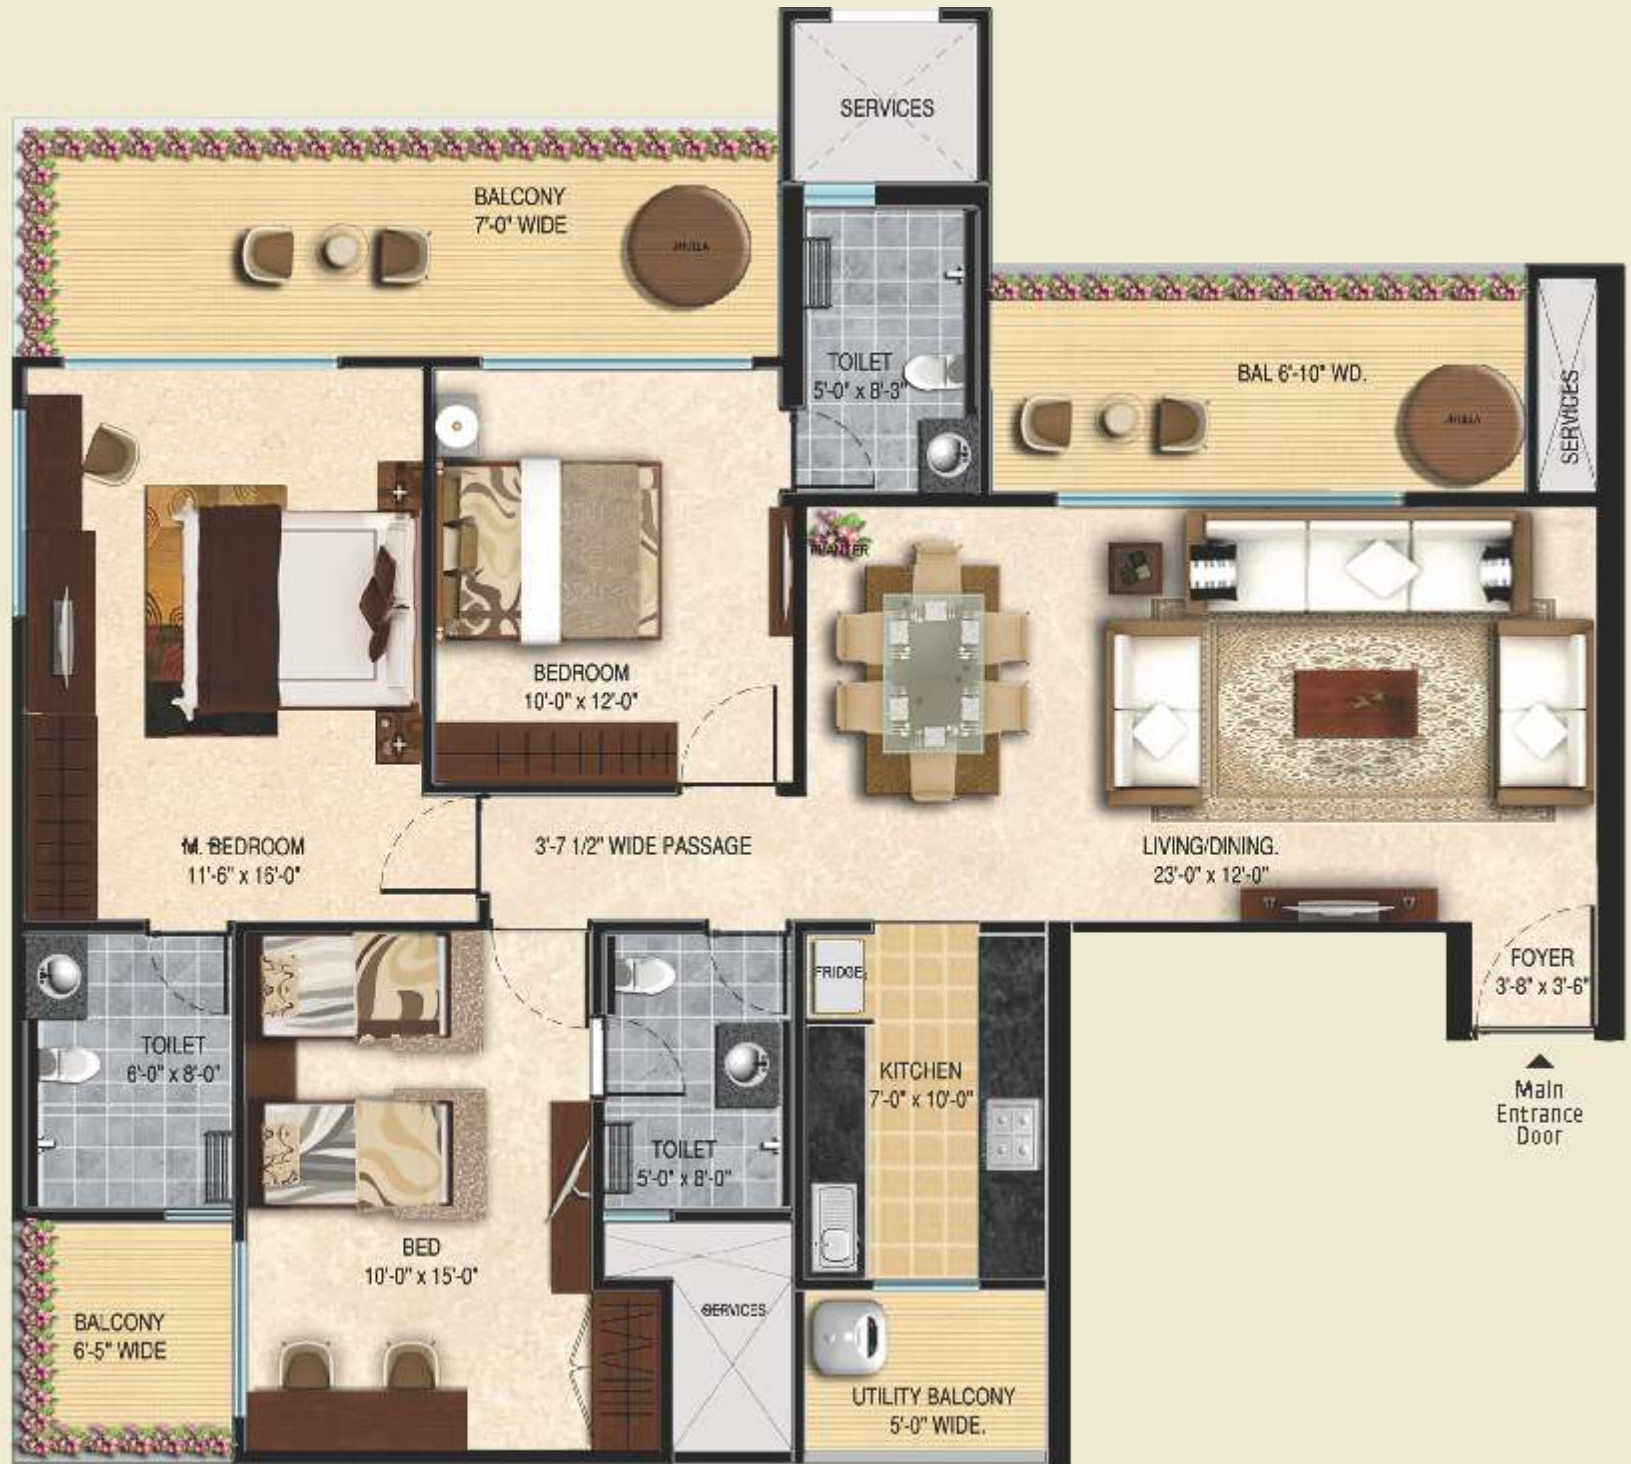 SERVICES
BALCONY
7'-0" WIDE
JHULA
TOILET
5'-0" x 8'-3"
BAL 6'-10" WD.
JHULA
SERVICES
PLANTER
BEDROOM
10'-0" x 12'-0"
M. BEDROOM
11'-6" x 16'-0"
3'-7 1/2" WIDE PASSAGE
LIVING/DINING.
23'-0" x 12'-0"
FOYER
3'-8" x 3'-6"
FRIDGE
TOILET
6'-0" x 8'-0"
KITCHEN
7'-0" x 10'-0"
Main
Entrance
Door
TOILET
5'-0" x 8'-0"
BED
10'-0" x 15'-0"
SERVICES
BALCONY
6'-5" WIDE
UTILITY BALCONY
5'-0" WIDE.